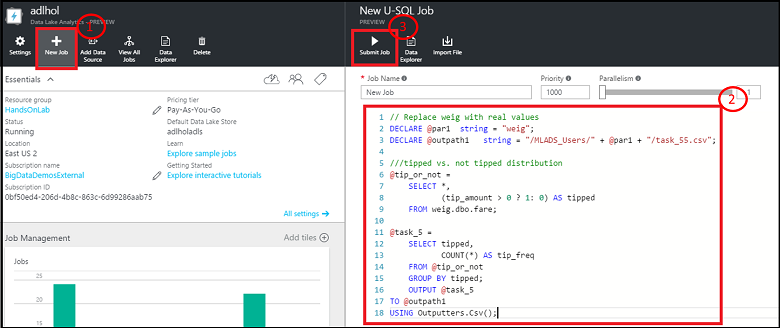 adlhol
Data Lake Analytics - PREVIEW
1
Settings
New Job
Add Data Source
View All Jobs
Data Explorer
Delete
Essentials
Resource group
HandsOnLab
Status
Running
Location
East US 2
Subscription name
BigDataDemosExternal
Subscription ID
0bf50ed4-206d-4b8c-863c-6d99286aab75
Pricing tier
Pay-As-You-Go
Default Data Lake Store
adlholadls
Learn
Explore sample jobs
Getting Started
Explore interactive tutorials
All settings →
Job Management
Add tiles
Jobs
25
20
15
New U-SQL Job
PREVIEW
3
Submit Job
Data Explorer
Import File
* Job Name
New Job
Priority
1000
Parallelism
1
2
1 // Replace weig with real values
2 DECLARE @par1 string = "weig";
3 DECLARE @outpath1 string = "/MLADS_Users/" + @par1 + "/task_55.csv";
4
5 ///tipped vs. not tipped distribution
6 @tip_or_not =
7 SELECT *,
8 (tip_amount > 0 ? 1: 0) AS tipped
9 FROM weig.dbo.fare;
10
11 @task_5 =
12 SELECT tipped,
13 COUNT(*) AS tip_freq
14 FROM @tip_or_not
15 GROUP BY tipped;
16 OUTPUT @task_5
17 TO @outpath1
18 USING Outputters.Csv();